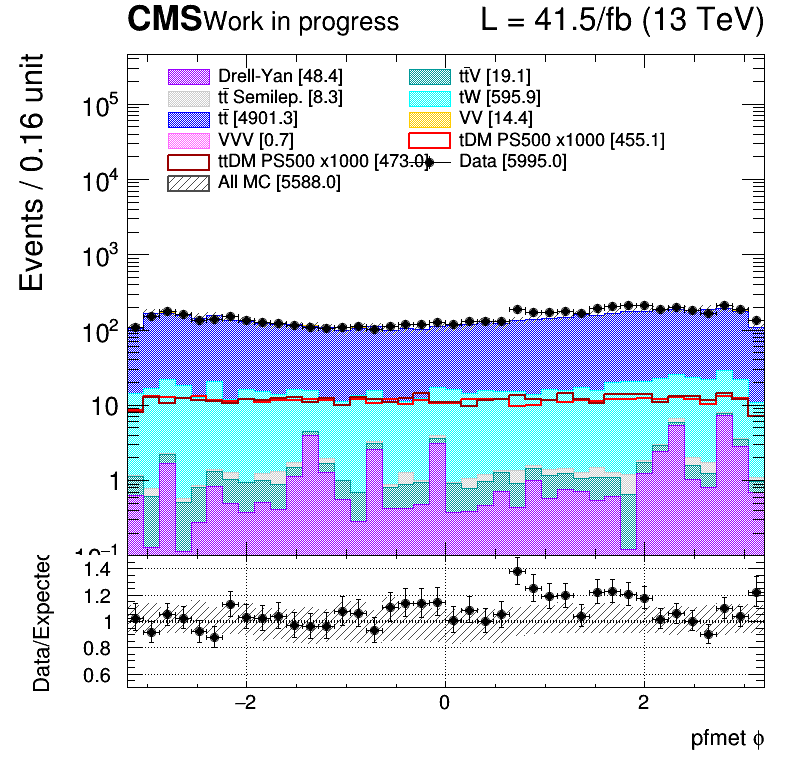 CMS Work in progress L = 41.5/fb (13 TeV)
Events / 0.16 unit
Drell-Yan [48.4] tt̄V [19.1]
tt̄ Semilep. [8.3] tW [595.9]
tt̄ [4901.3] VV [14.4]
VVV [0.7] tDM PS500 x1000 [455.1]
ttDM PS500 x1000 [473.0] Data [5995.0]
All MC [5588.0]
10⁵
10⁴
10³
10²
10
1
10⁻¹
Data/Expected
1.4
1.2
1
0.8
0.6
−2 0 2
pfmet ϕ